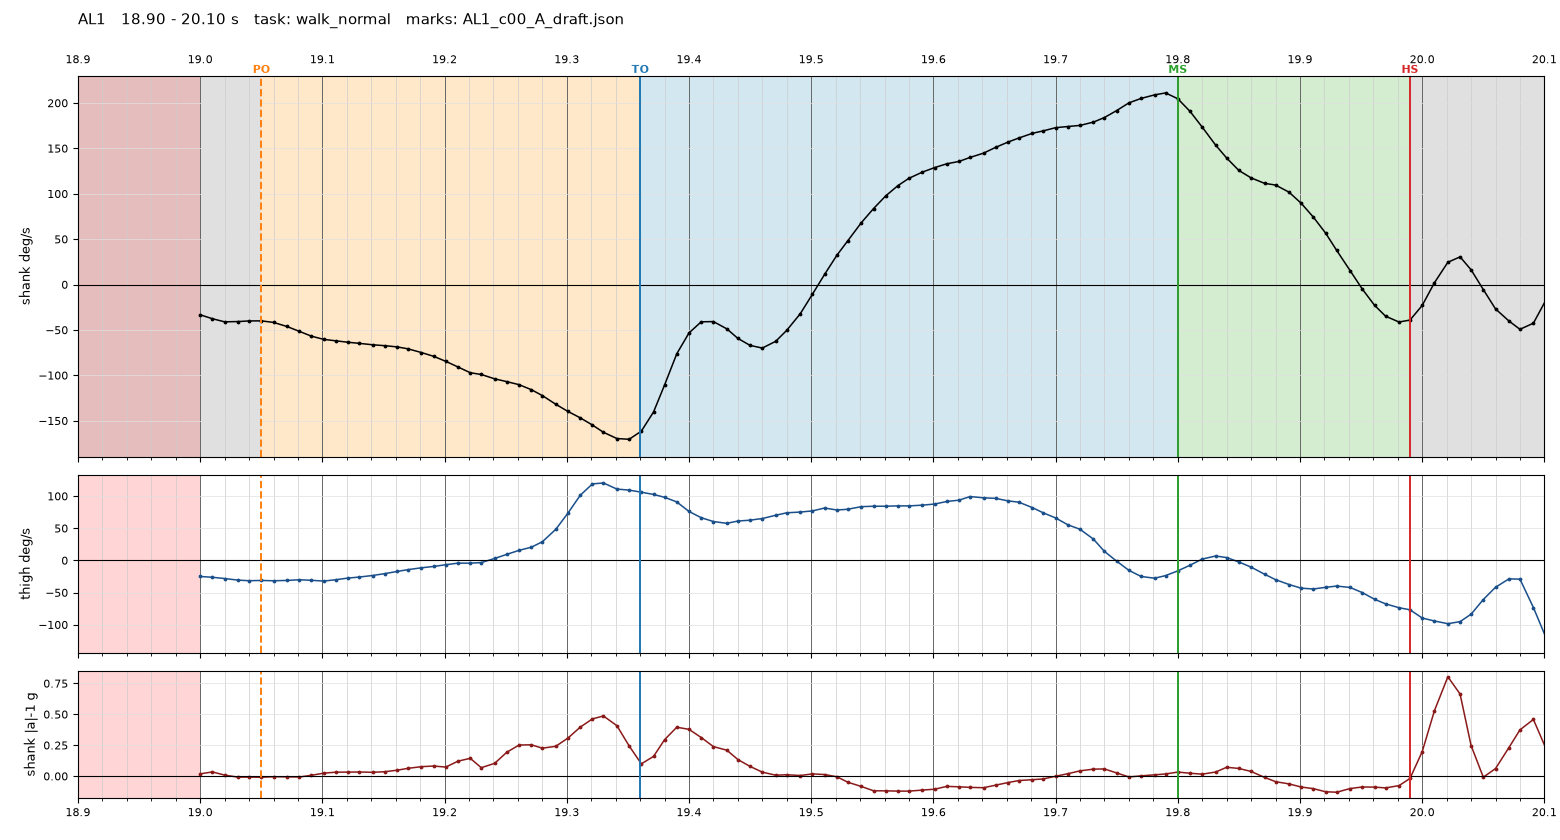 AL1 18.90 - 20.10 s task: walk_normal marks: AL1_c00_A_draft.json
18.9 19.0 19.1 19.2 19.3 19.4 19.5 19.6 19.7 19.8 19.9 20.0 20.1
PO TO MS HS
shank deg/s
200
150
100
50
0
−50
−100
−150
thigh deg/s
100
50
0
−50
−100
shank |a|-1 g
0.75
0.50
0.25
0.00
18.9 19.0 19.1 19.2 19.3 19.4 19.5 19.6 19.7 19.8 19.9 20.0 20.1